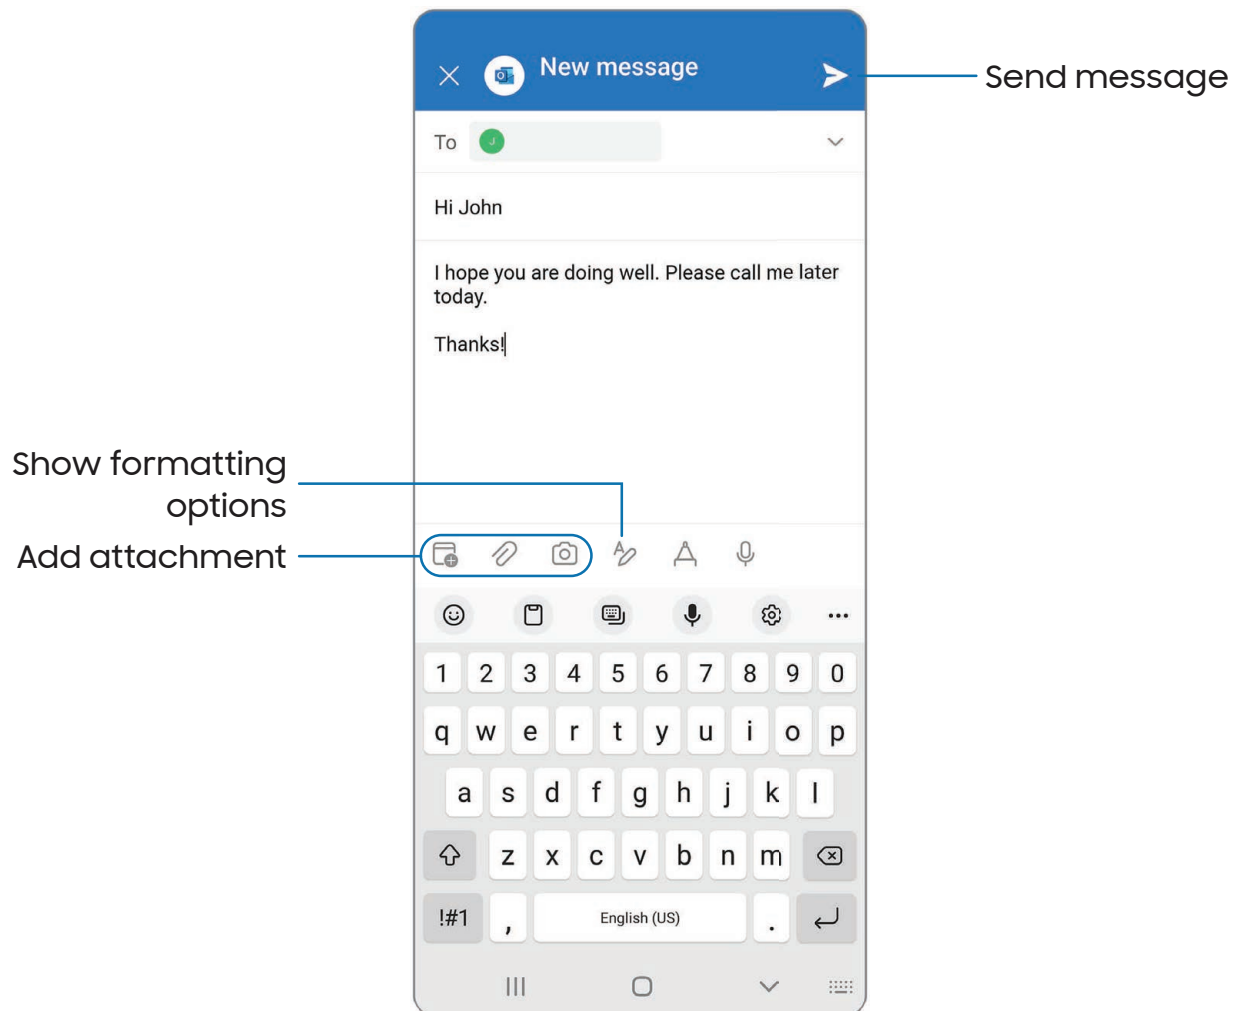 New message
Send message
To J
Hi John
I hope you are doing well. Please call me later
today.
Thanks!
Show formatting
options
Add attachment
1 2 3 4 5 6 7 8 9 0
q w e r t y u i o p
a s d f g h j k l
z x c v b n m
!#1 , English (US) .